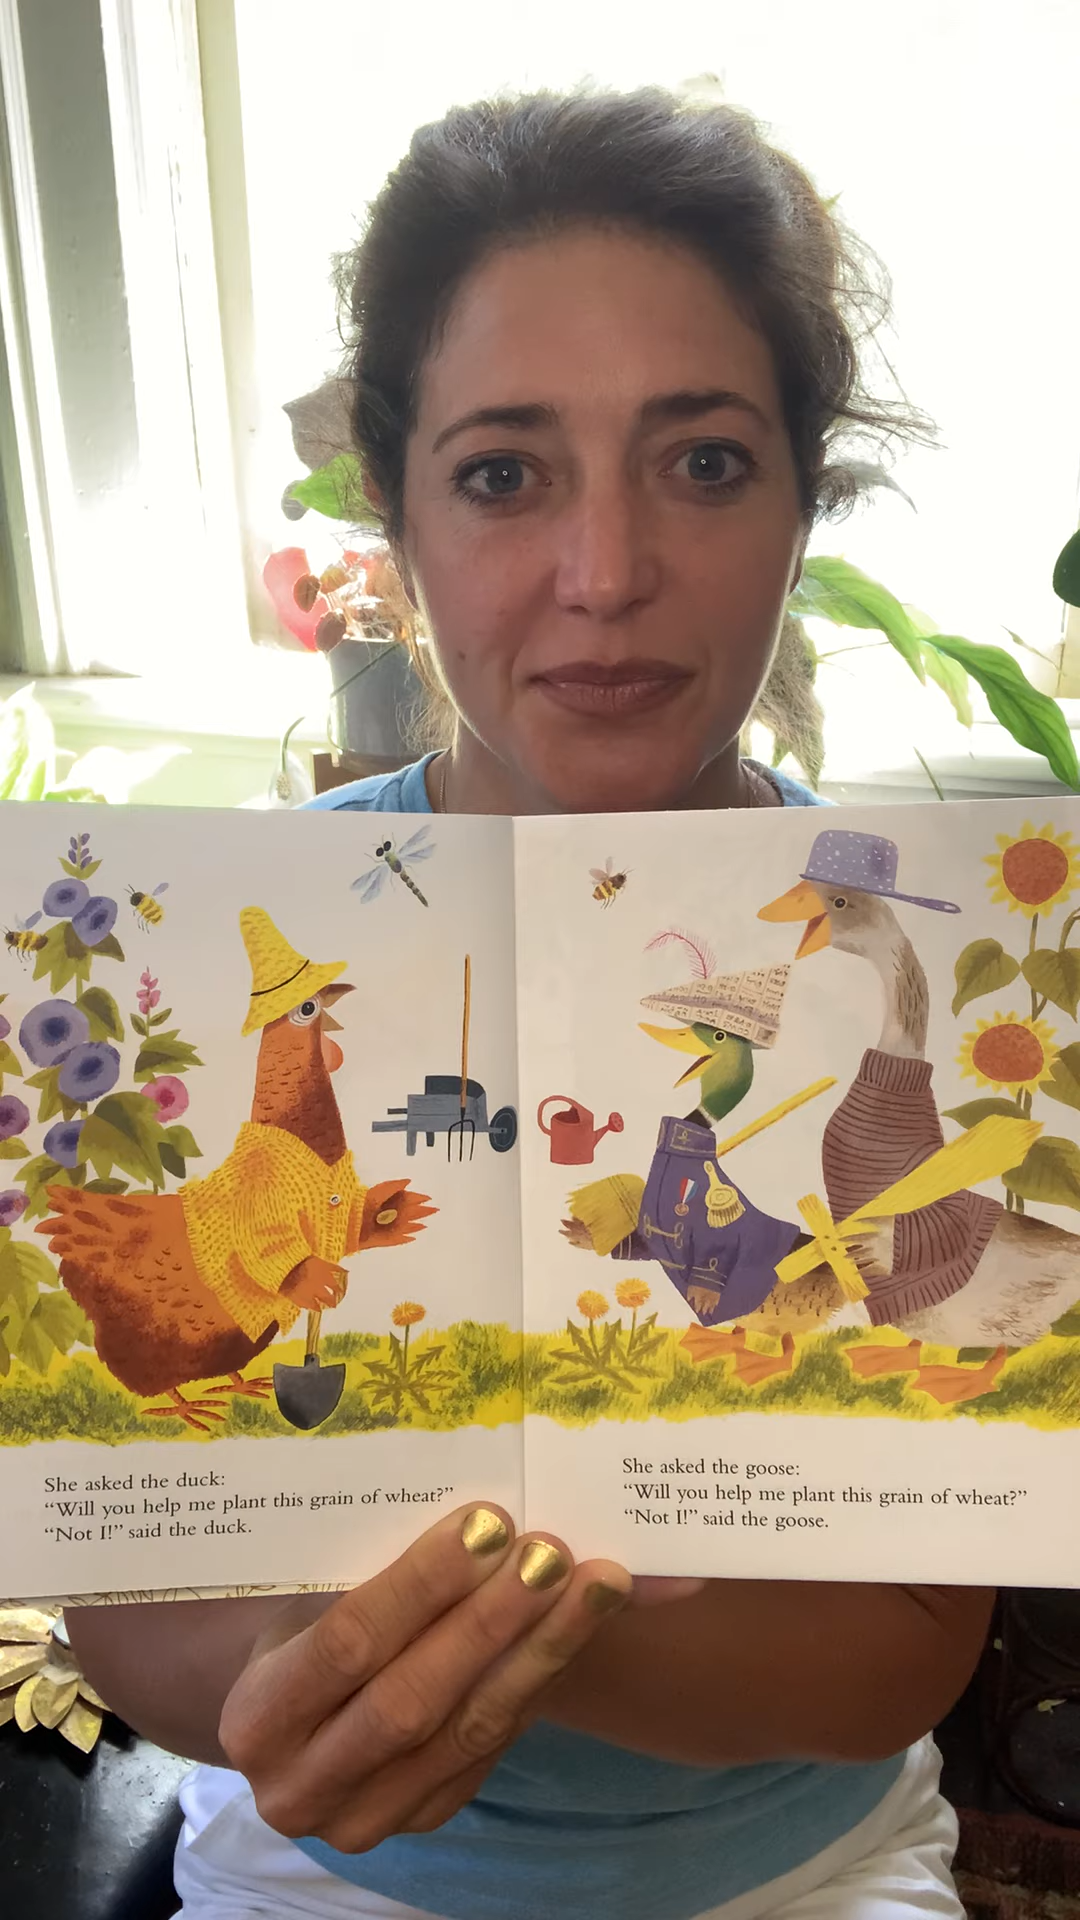 She asked the duck:
“Will you help me plant this grain of wheat?”
“Not I!” said the duck.
She asked the goose:
“Will you help me plant this grain of wheat?”
“Not I!” said the goose.